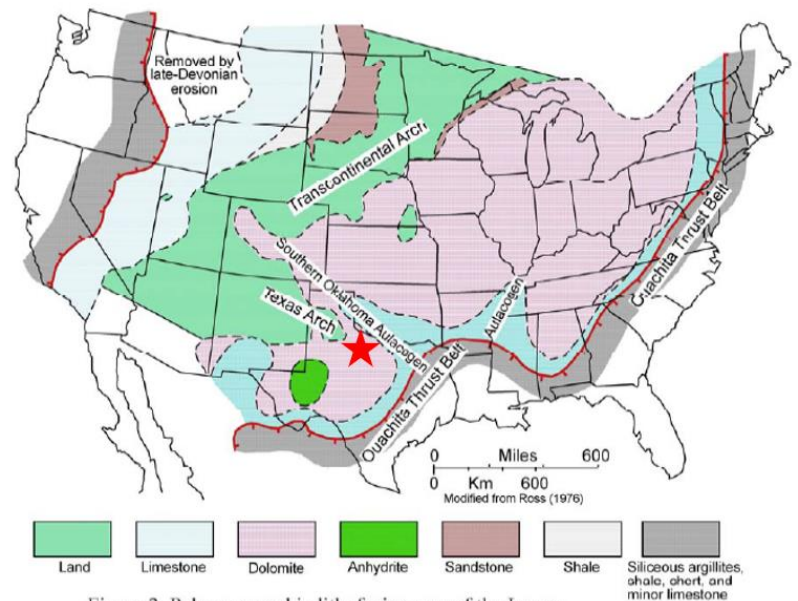 Removed by
late-Devonian
erosion
Transcontinental Arch
Southern Oklahoma Aulacogen
Texas Arch
Aulacogen
Ouachita Thrust Belt
Ouachita Thrust Belt
0 Miles 600
0 Km 600
Modified from Ross (1976)
Land
Limestone
Dolomite
Anhydrite
Sandstone
Shale
Siliceous argillites,
shale, chert, and
minor limestone